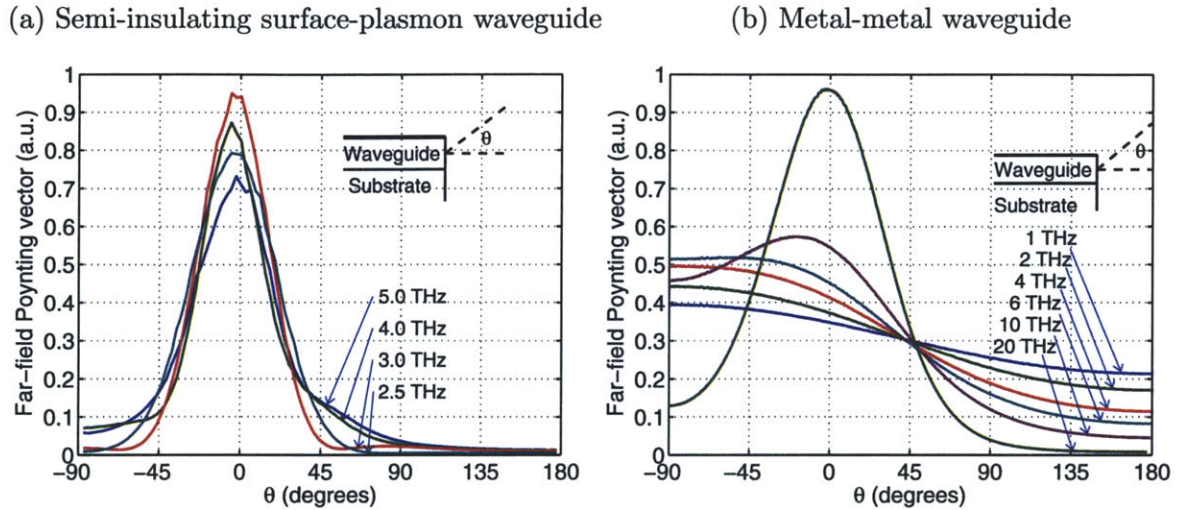 (a) Semi-insulating surface-plasmon waveguide
Far-field Poynting vector (a.u.)
1
0.9
0.8
0.7
0.6
0.5
0.4
0.3
0.2
0.1
0
Waveguide
θ
Substrate
5.0 THz
4.0 THz
3.0 THz
2.5 THz
-90
-45
0
45
90
135
180
θ (degrees)
(b) Metal-metal waveguide
Far-field Poynting vector (a.u.)
1
0.9
0.8
0.7
0.6
0.5
0.4
0.3
0.2
0.1
0
Waveguide
θ
Substrate
1 THz
2 THz
4 THz
6 THz
10 THz
20 THz
-90
-45
0
45
90
135
180
θ (degrees)